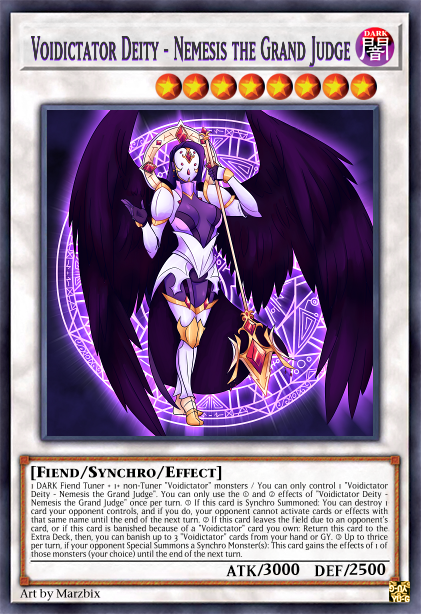 Voidictator Deity - Nemesis the Grand Judge
DARK
闇
[Fiend/Synchro/Effect]
1 DARK Fiend Tuner + 1+ non-Tuner "Voidictator" monsters / You can only control 1 "Voidictator
Deity - Nemesis the Grand Judge". You can only use the ① and ② effects of "Voidictator Deity -
Nemesis the Grand Judge" once per turn. ① If this card is Synchro Summoned: You can destroy 1
card your opponent controls, and if you do, your opponent cannot activate cards or effects with
that same name until the end of the next turn. ② If this card leaves the field due to an opponent's
card, or if this card is banished because of a "Voidictator" card you own: Return this card to the
Extra Deck, then, you can banish up to 3 "Voidictator" cards from your hand or GY. ③ Up to thrice
per turn, if your opponent Special Summons a Synchro Monster(s): This card gains the effects of 1 of
those monsters (your choice) until the end of the next turn.
ATK/3000 DEF/2500
Art by Marzbix